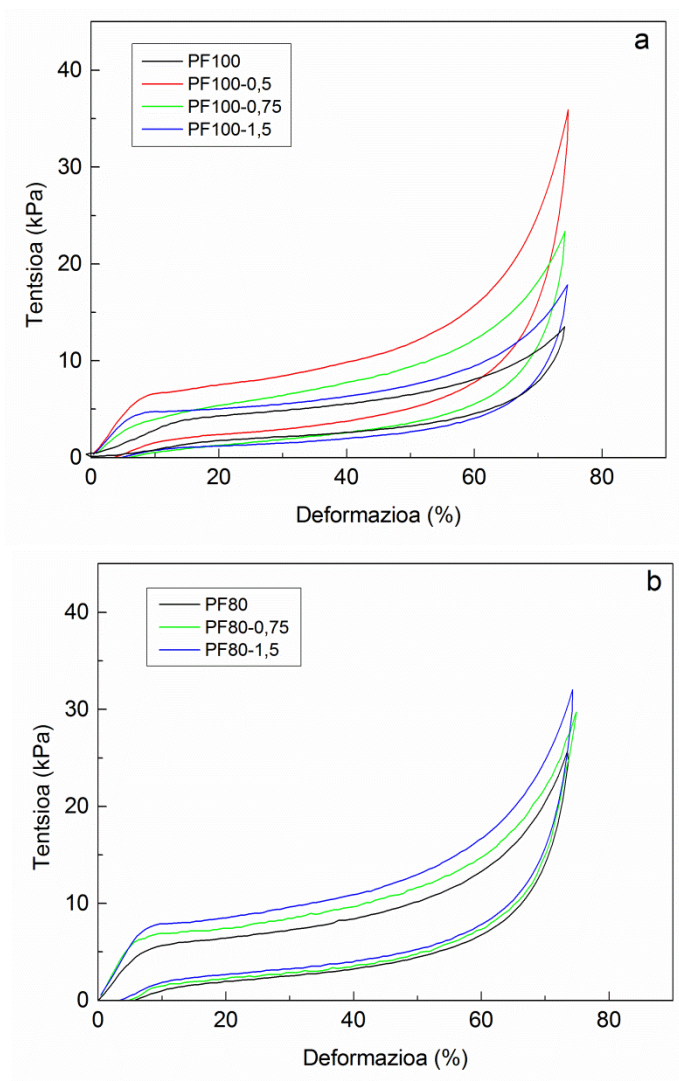 a
PF100
PF100-0,5
PF100-0,75
PF100-1,5
Tentsioa (kPa)
40
30
20
10
0
0 20 40 60 80
Deformazioa (%)
b
PF80
PF80-0,75
PF80-1,5
Tentsioa (kPa)
40
30
20
10
0
0 20 40 60 80
Deformazioa (%)